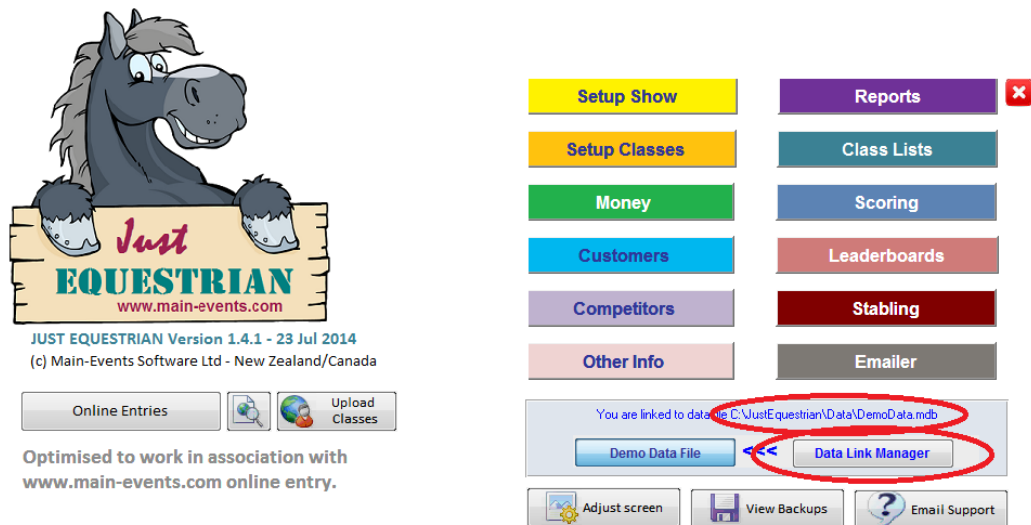 Just
EQUESTRIAN
www.main-events.com
JUST EQUESTRIAN Version 1.4.1 - 23 Jul 2014
(c) Main-Events Software Ltd - New Zealand/Canada
Online Entries
Upload
Classes
Optimised to work in association with
www.main-events.com online entry.
Setup Show
Reports
Setup Classes
Class Lists
Money
Scoring
Customers
Leaderboards
Competitors
Stabling
Other Info
Emailer
You are linked to datafile C:\JustEquestrian\Data\DemoData.mdb
Demo Data File
<<<
Data Link Manager
Adjust screen
View Backups
Email Support